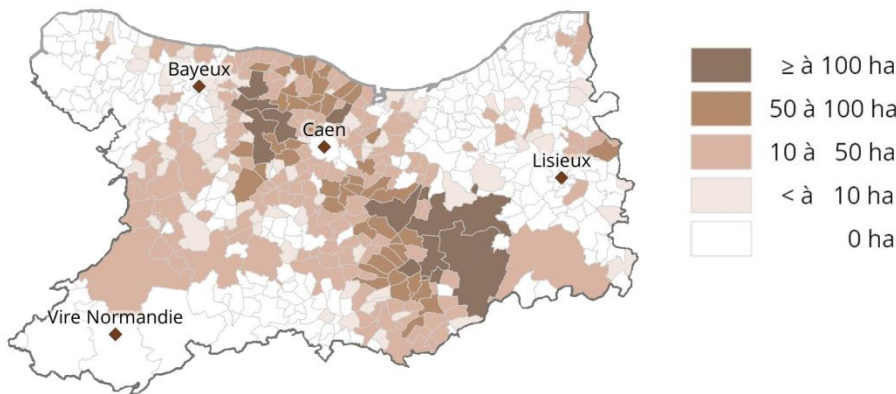 Bayeux
Caen
Lisieux
Vire Normandie
≥ à 100 ha
50 à 100 ha
10 à 50 ha
< à 10 ha
0 ha